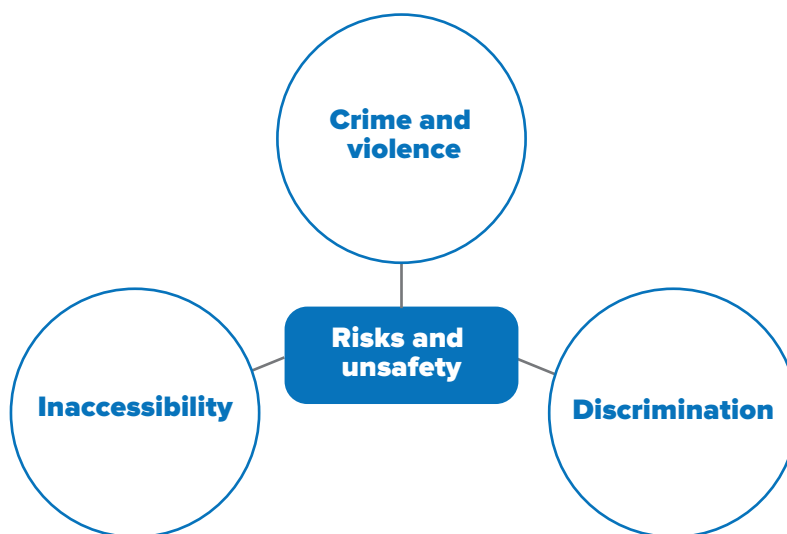 Crime and
violence
Risks and
unsafety
Inaccessibility
Discrimination